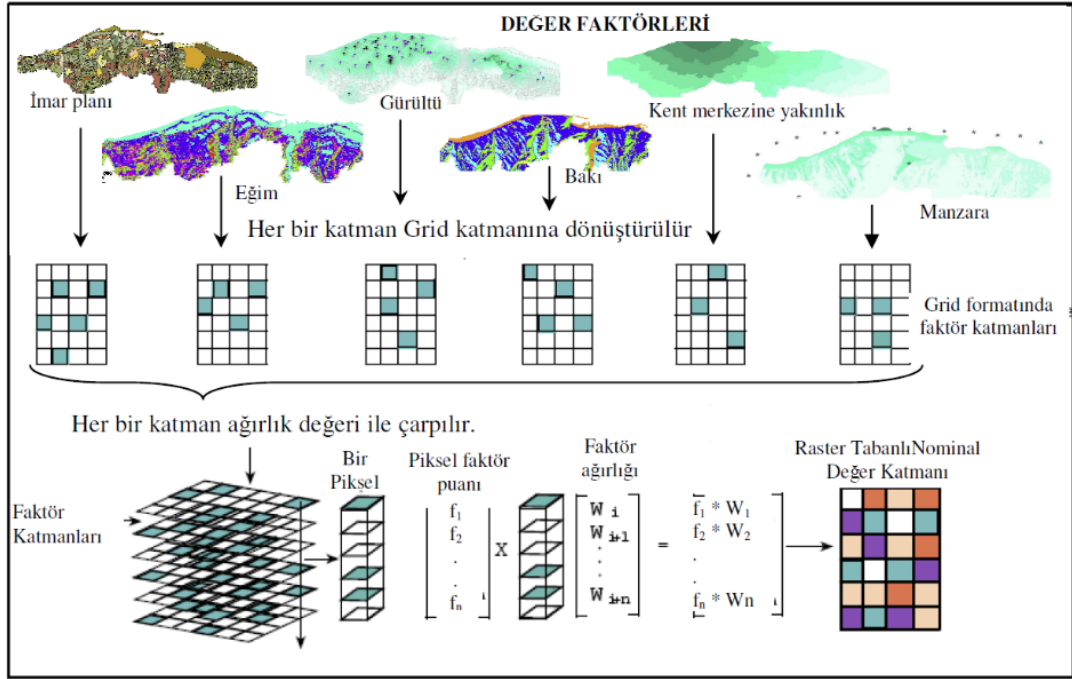 DEĞER FAKTÖRLERİ
İmar planı
Gürültü
Kent merkezine yakınlık
Eğim
Bakı
Manzara
Her bir katman Grid katmanına dönüştürülür
Grid formatında
faktör katmanları
Her bir katman ağırlık değeri ile çarpılır.
Faktör
Katmanları
Bir
Piksel
Piksel faktör
puanı
f1
f2
.
.
fn
X
Faktör
ağırlığı
W i
W i+1
.
.
W i+n
=
f1 * W1
f2 * W2
.
.
fn * Wn
Raster TabanlıNominal
Değer Katmanı